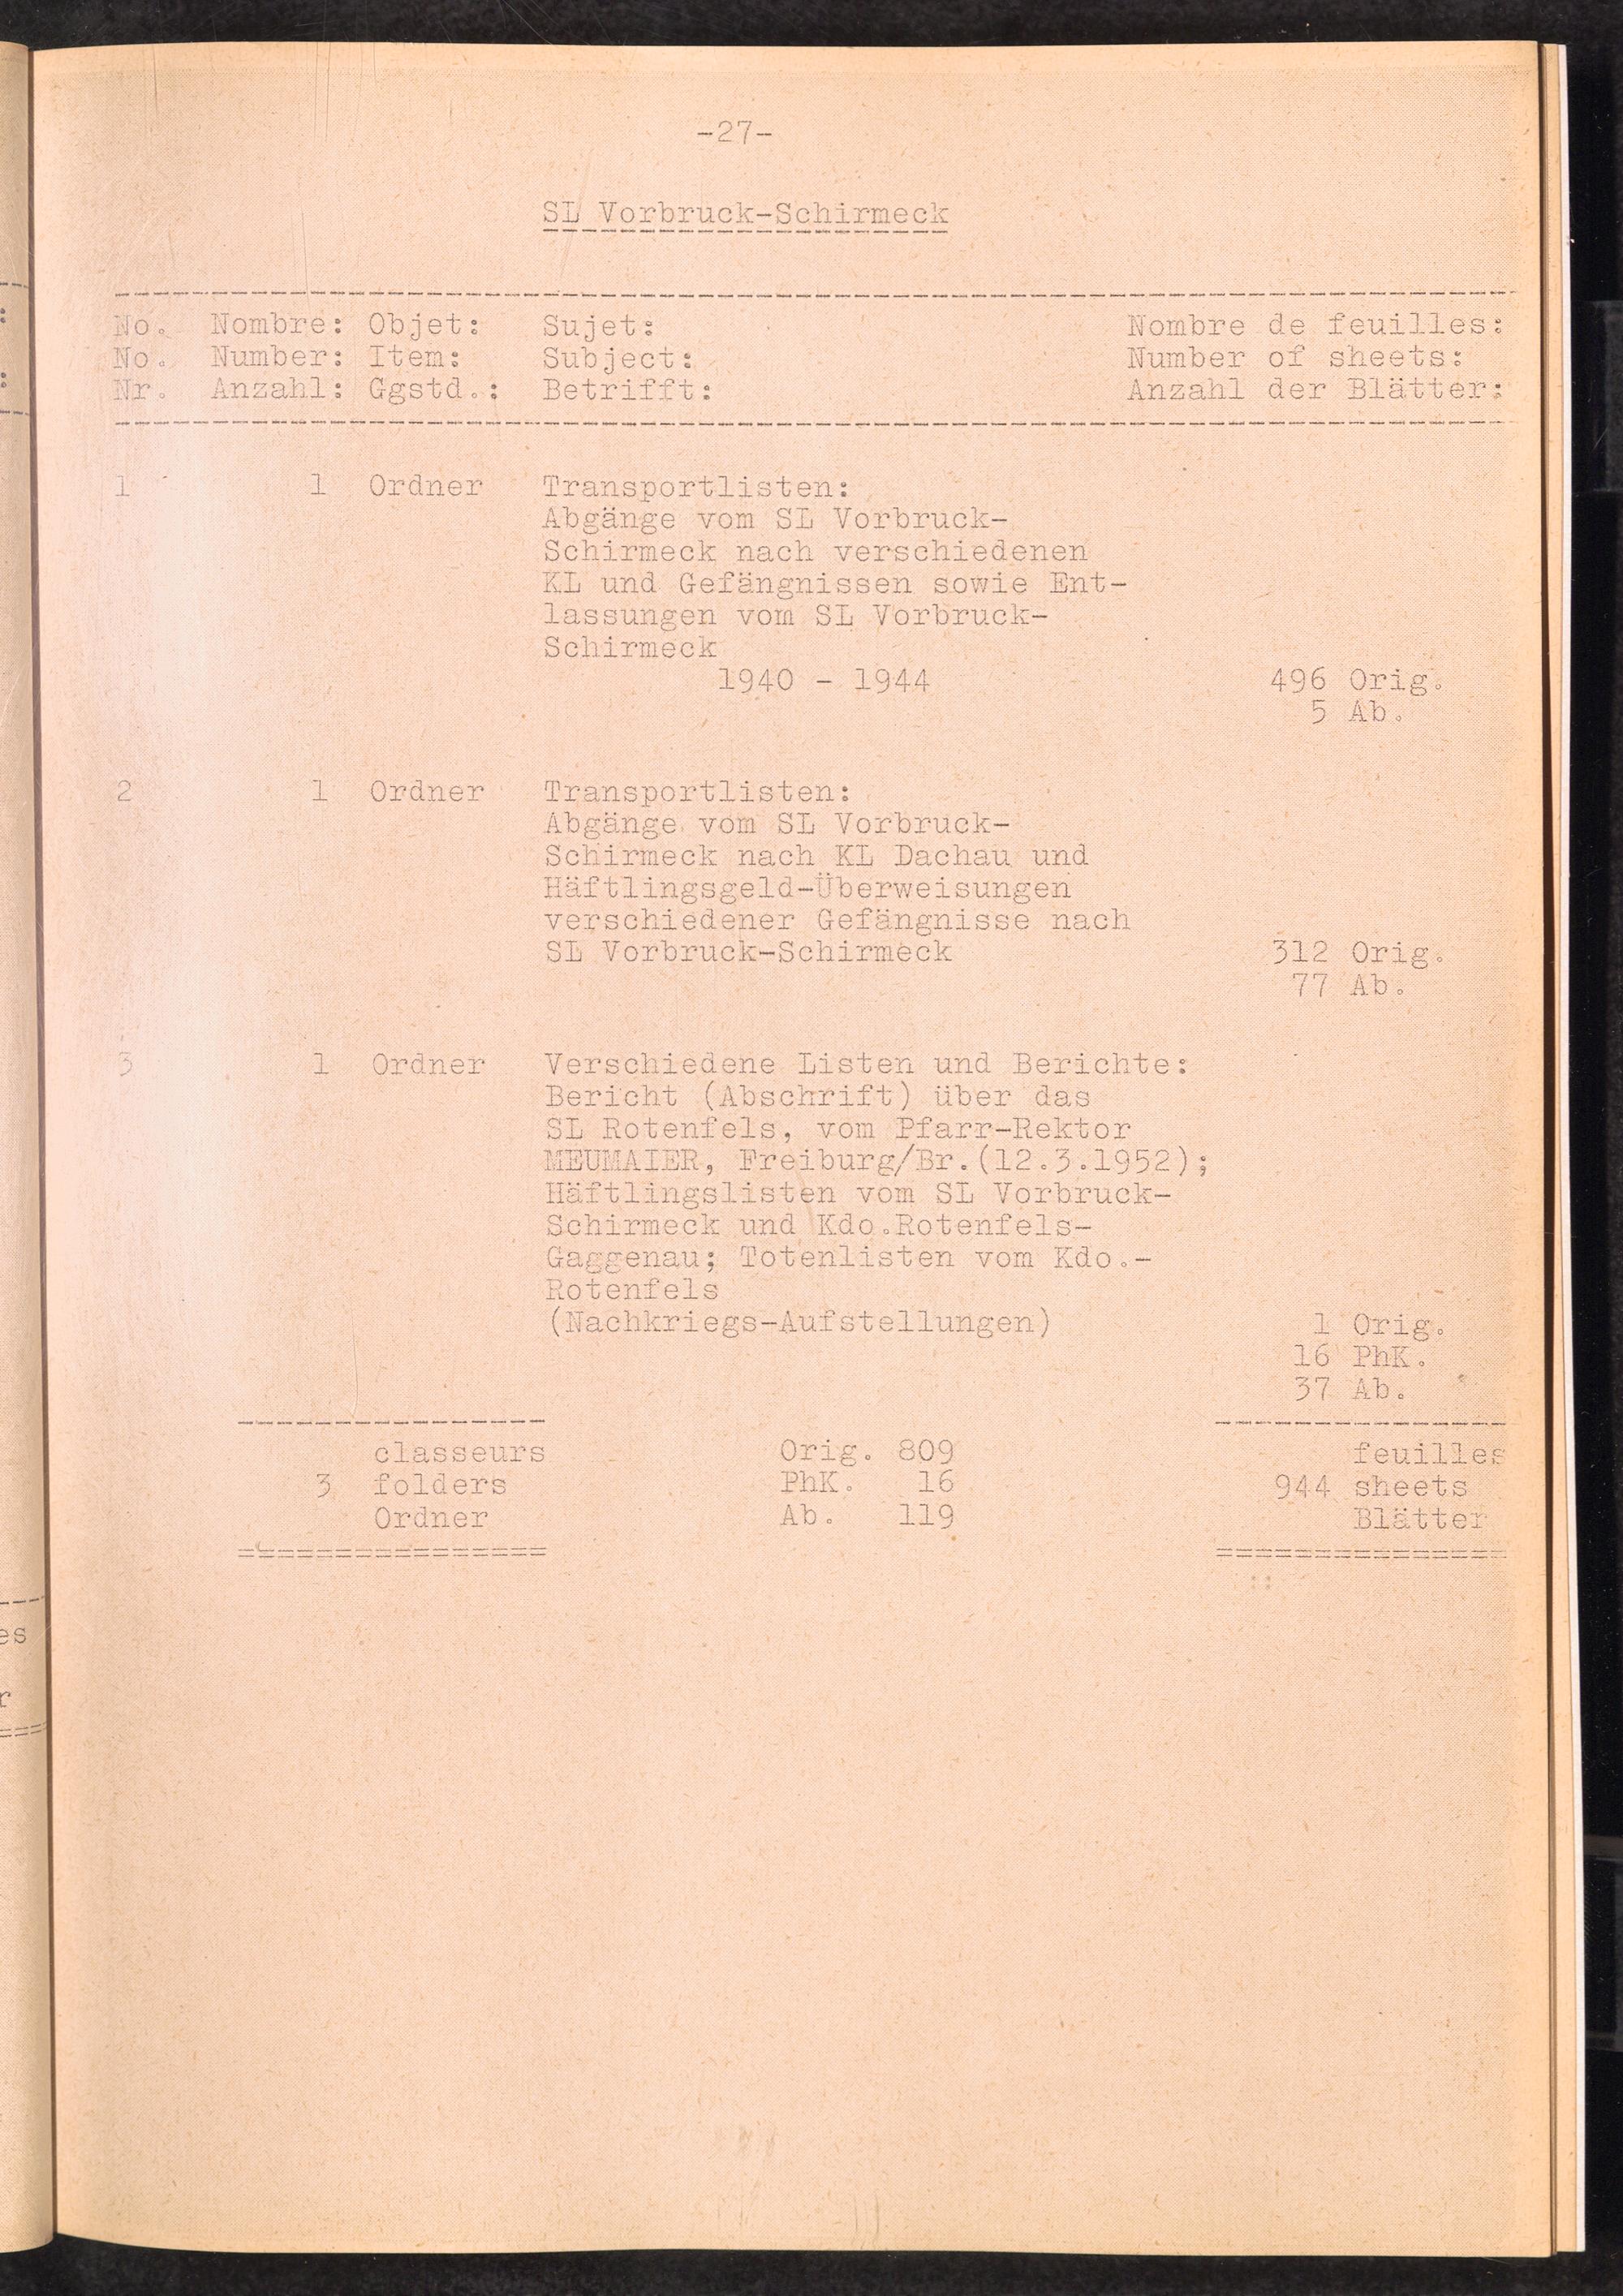 -27-
SL Vorbruck-Schirmeck
No. Nombre: Objet: Sujet: Nombre de feuilles:
No. Number: Item: Subject: Number of sheets:
Nr. Anzahl: Ggstd.: Betrifft: Anzahl der Blätter:
1 1 Ordner Transportlisten:
Abgänge vom SL Vorbruck-
Schirmeck nach verschiedenen
KL und Gefängnissen sowie Ent-
lassungen vom SL Vorbruck-
Schirmeck
1940 - 1944 496 Orig.
5 Ab.
2 1 Ordner Transportlisten:
Abgänge vom SL Vorbruck-
Schirmeck nach KL Dachau und
Häftlingsgeld-Überweisungen
verschiedener Gefängnisse nach
SL Vorbruck-Schirmeck 312 Orig.
77 Ab.
3 1 Ordner Verschiedene Listen und Berichte:
Bericht (Abschrift) über das
SL Rotenfels, vom Pfarr-Rektor
MEUMAIER, Freiburg/Br.(12.3.1952);
Häftlingslisten vom SL Vorbruck-
Schirmeck und Kdo.Rotenfels-
Gaggenau; Totenlisten vom Kdo.-
Rotenfels
(Nachkriegs-Aufstellungen) 1 Orig.
16 PhK.
37 Ab.
classeurs Orig. 809 feuilles
3 folders PhK. 16 944 sheets
Ordner Ab. 119 Blätter
es
r